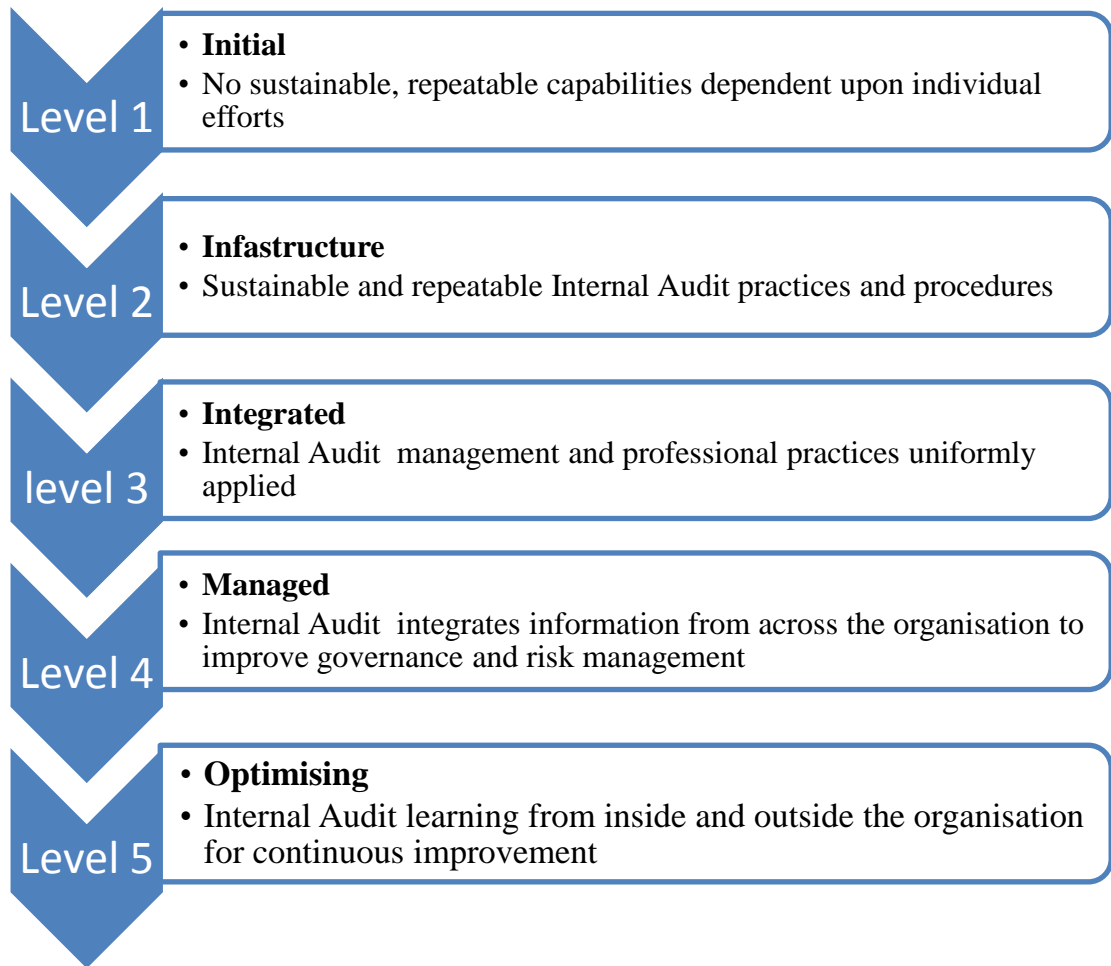 Level 1
• Initial
• No sustainable, repeatable capabilities dependent upon individual
efforts
Level 2
• Infastructure
• Sustainable and repeatable Internal Audit practices and procedures
level 3
• Integrated
• Internal Audit  management and professional practices uniformly
applied
Level 4
• Managed
• Internal Audit  integrates information from across the organisation to
improve governance and risk management
Level 5
• Optimising
• Internal Audit learning from inside and outside the organisation
for continuous improvement